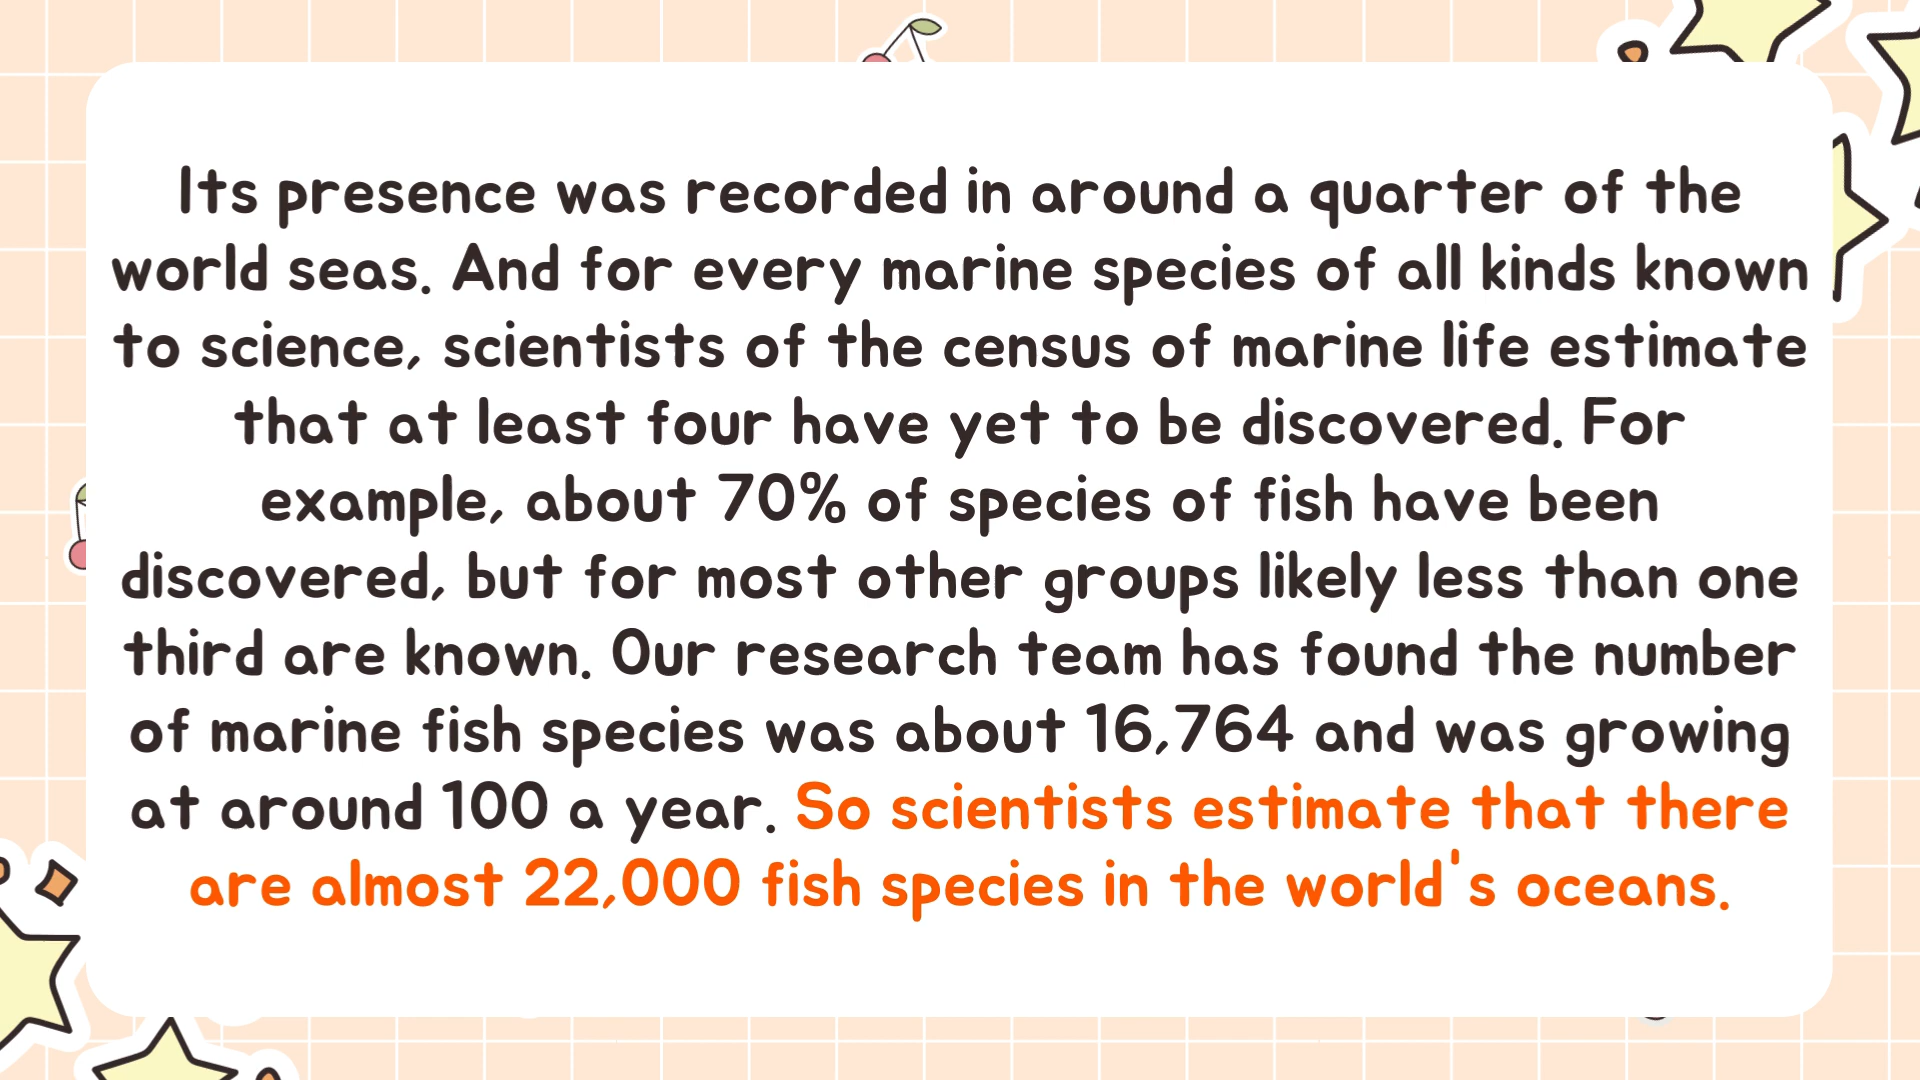 Its presence was recorded in around a quarter of the
world seas. And for every marine species of all kinds known
to science, scientists of the census of marine life estimate
that at least four have yet to be discovered. For
example, about 70% of species of fish have been
discovered, but for most other groups likely less than one
third are known. Our research team has found the number
of marine fish species was about 16,764 and was growing
at around 100 a year. So scientists estimate that there
are almost 22,000 fish species in the world's oceans.